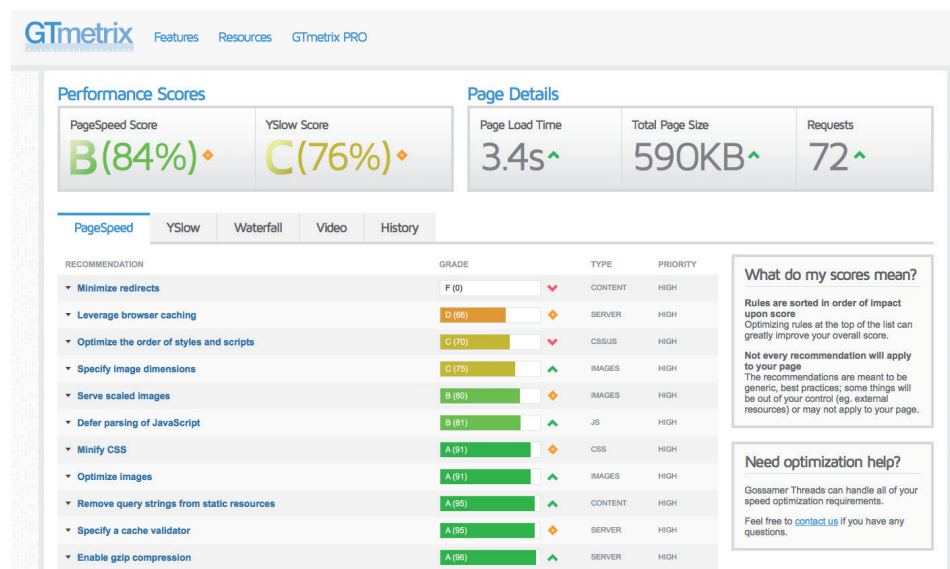 GTmetrix Features Resources GTmetrix PRO
Performance Scores
PageSpeed Score YSlow Score
B(84%) C(76%)
Page Details
Page Load Time Total Page Size Requests
3.4s 590KB 72
PageSpeed YSlow Waterfall Video History
RECOMMENDATION GRADE TYPE PRIORITY
Minimize redirects F (0) CONTENT HIGH
Leverage browser caching D (66) SERVER HIGH
Optimize the order of styles and scripts C (70) CSS/JS HIGH
Specify image dimensions C (75) IMAGES HIGH
Serve scaled images B (80) IMAGES HIGH
Defer parsing of JavaScript B (81) JS HIGH
Minify CSS A (91) CSS HIGH
Optimize images A (91) IMAGES HIGH
Remove query strings from static resources A (95) CONTENT HIGH
Specify a cache validator A (95) SERVER HIGH
Enable gzip compression A (96) SERVER HIGH
What do my scores mean?
Rules are sorted in order of impact
upon score
Optimizing rules at the top of the list can
greatly improve your overall score.
Not every recommendation will apply
to your page
The recommendations are meant to be
generic, best practices; some things will
be out of your control (eg. external
resources) or may not apply to your page.
Need optimization help?
Gossamer Threads can handle all of your
speed optimization requirements.
Feel free to contact us if you have any
questions.